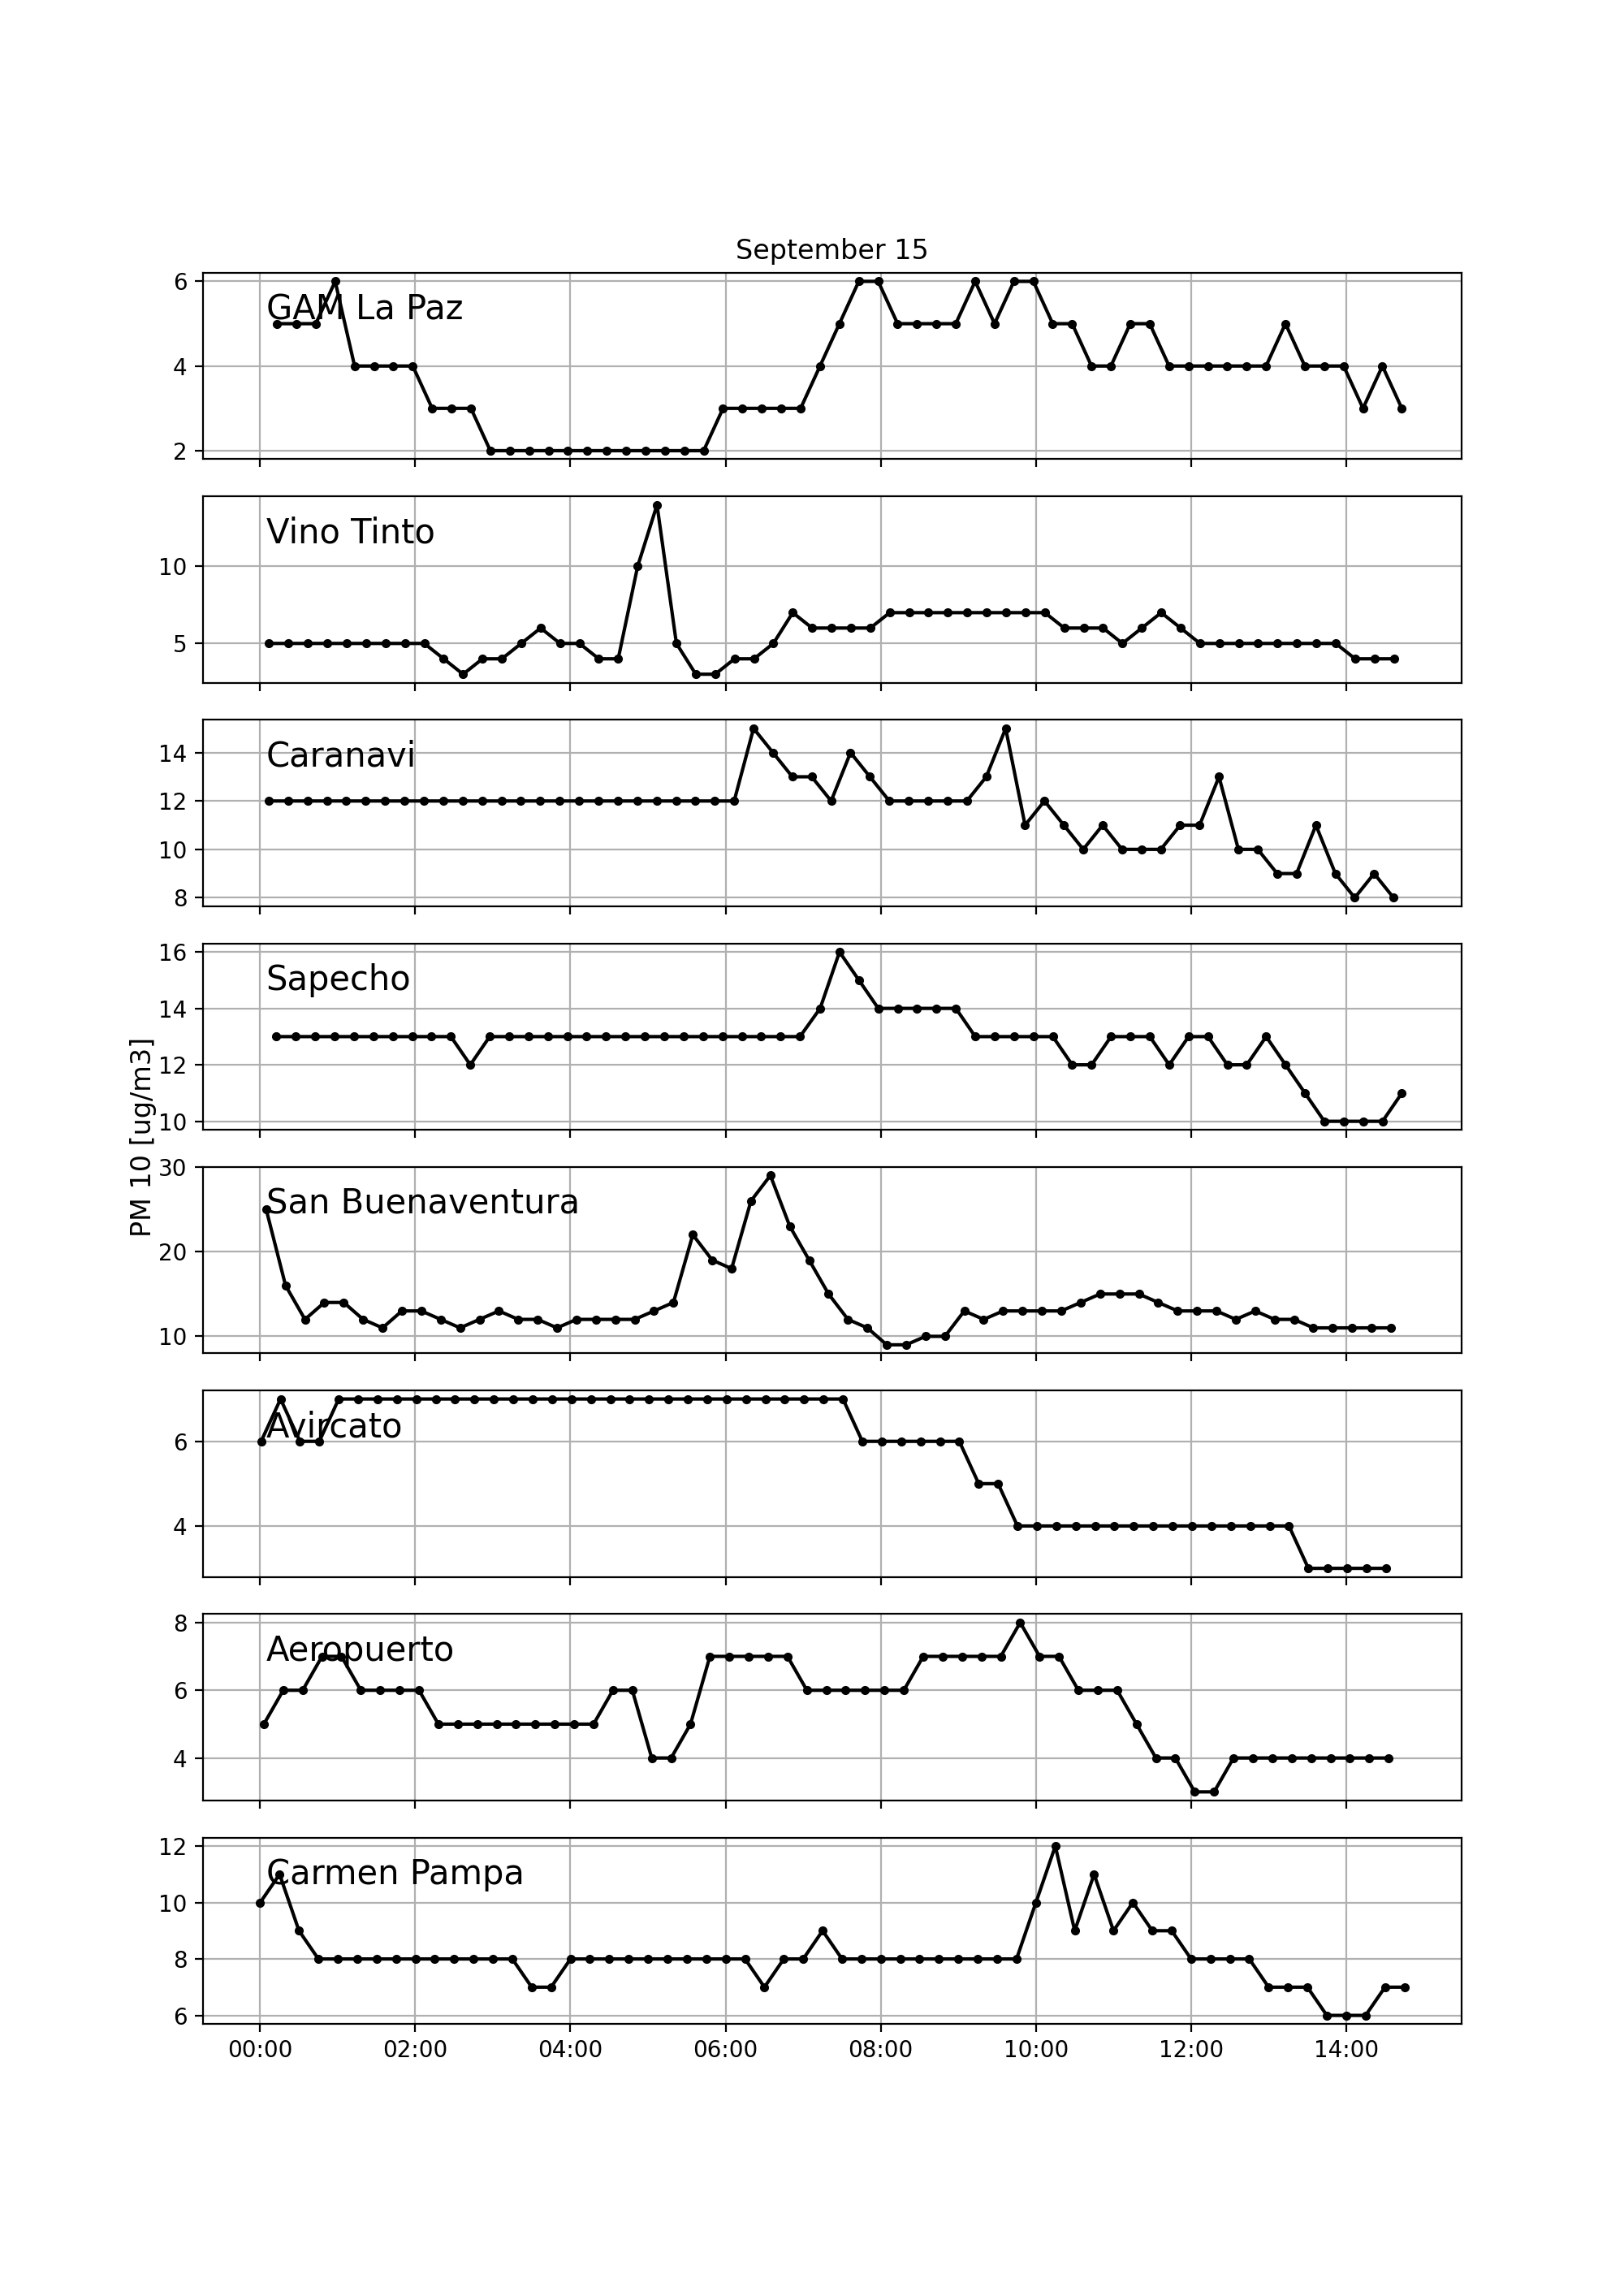 September 15
PM 10 [ug/m3]
GAM La Paz
6
4
2
Vino Tinto
10
5
Caranavi
14
12
10
8
Sapecho
16
14
12
10
San Buenaventura
30
20
10
Avircato
6
4
Aeropuerto
8
6
4
Carmen Pampa
12
10
8
6
00:00 02:00 04:00 06:00 08:00 10:00 12:00 14:00